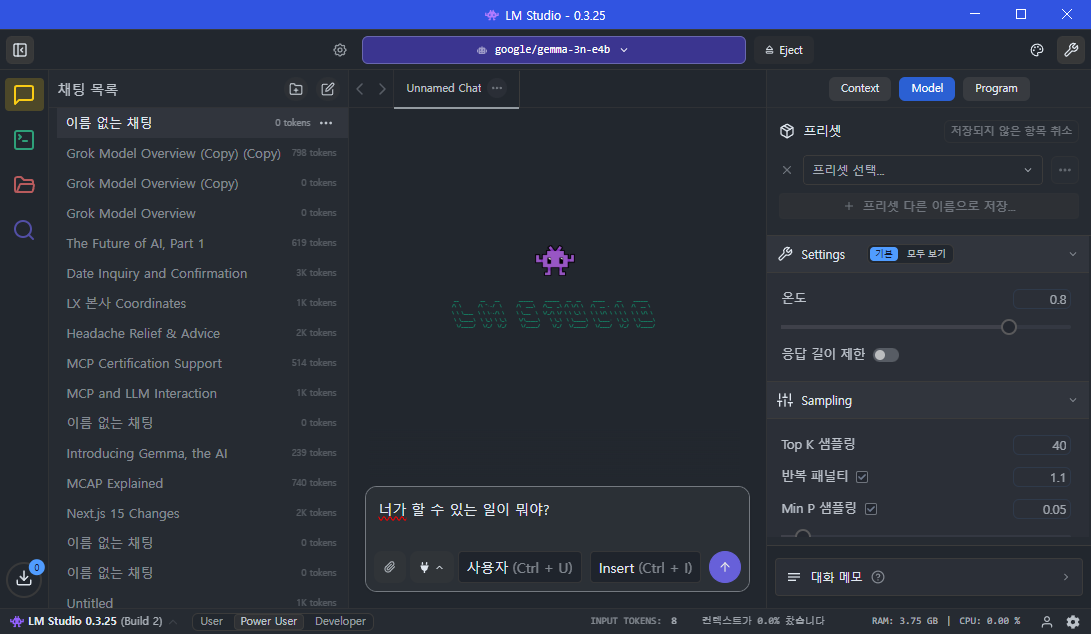 LM Studio - 0.3.25
google/gemma-3n-e4b
Eject
채팅 목록
이름 없는 채팅 0 tokens
Grok Model Overview (Copy) (Copy) 798 tokens
Grok Model Overview (Copy) 0 tokens
Grok Model Overview 0 tokens
The Future of AI, Part 1 619 tokens
Date Inquiry and Confirmation 3K tokens
LX 본사 Coordinates 1K tokens
Headache Relief & Advice 2K tokens
MCP Certification Support 514 tokens
MCP and LLM Interaction 1K tokens
이름 없는 채팅 0 tokens
Introducing Gemma, the AI 239 tokens
MCAP Explained 740 tokens
Next.js 15 Changes 2K tokens
이름 없는 채팅 0 tokens
이름 없는 채팅 0 tokens
Untitled 1K tokens
0
Unnamed Chat
LM STUDIO
너가 할 수 있는 일이 뭐야?
사용자 (Ctrl + U)
Insert (Ctrl + I)
Context Model Program
프리셋 저장되지 않은 항목 취소
프리셋 선택...
+ 프리셋 다른 이름으로 저장...
Settings 기본 모두 보기
온도 0.8
응답 길이 제한
Sampling
Top K 샘플링 40
반복 패널티 1.1
Min P 샘플링 0.05
대화 메모
LM Studio 0.3.25 (Build 2)
User Power User Developer
INPUT TOKENS: 8
컨텍스트가 0.0% 찼습니다
RAM: 3.75 GB | CPU: 0.00 %